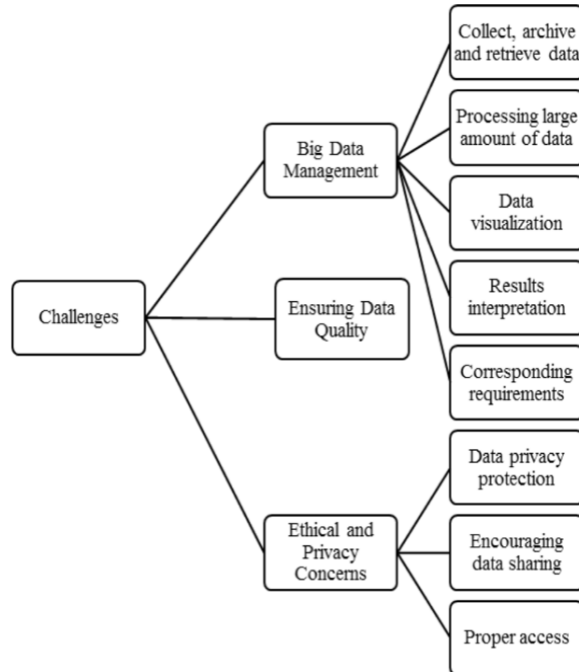 Collect, archive
and retrieve data
Processing large
amount of data
Big Data
Management
Data
visualization
Results
interpretation
Challenges
Ensuring Data
Quality
Corresponding
requirements
Data privacy
protection
Ethical and
Privacy
Concerns
Encouraging
data sharing
Proper access